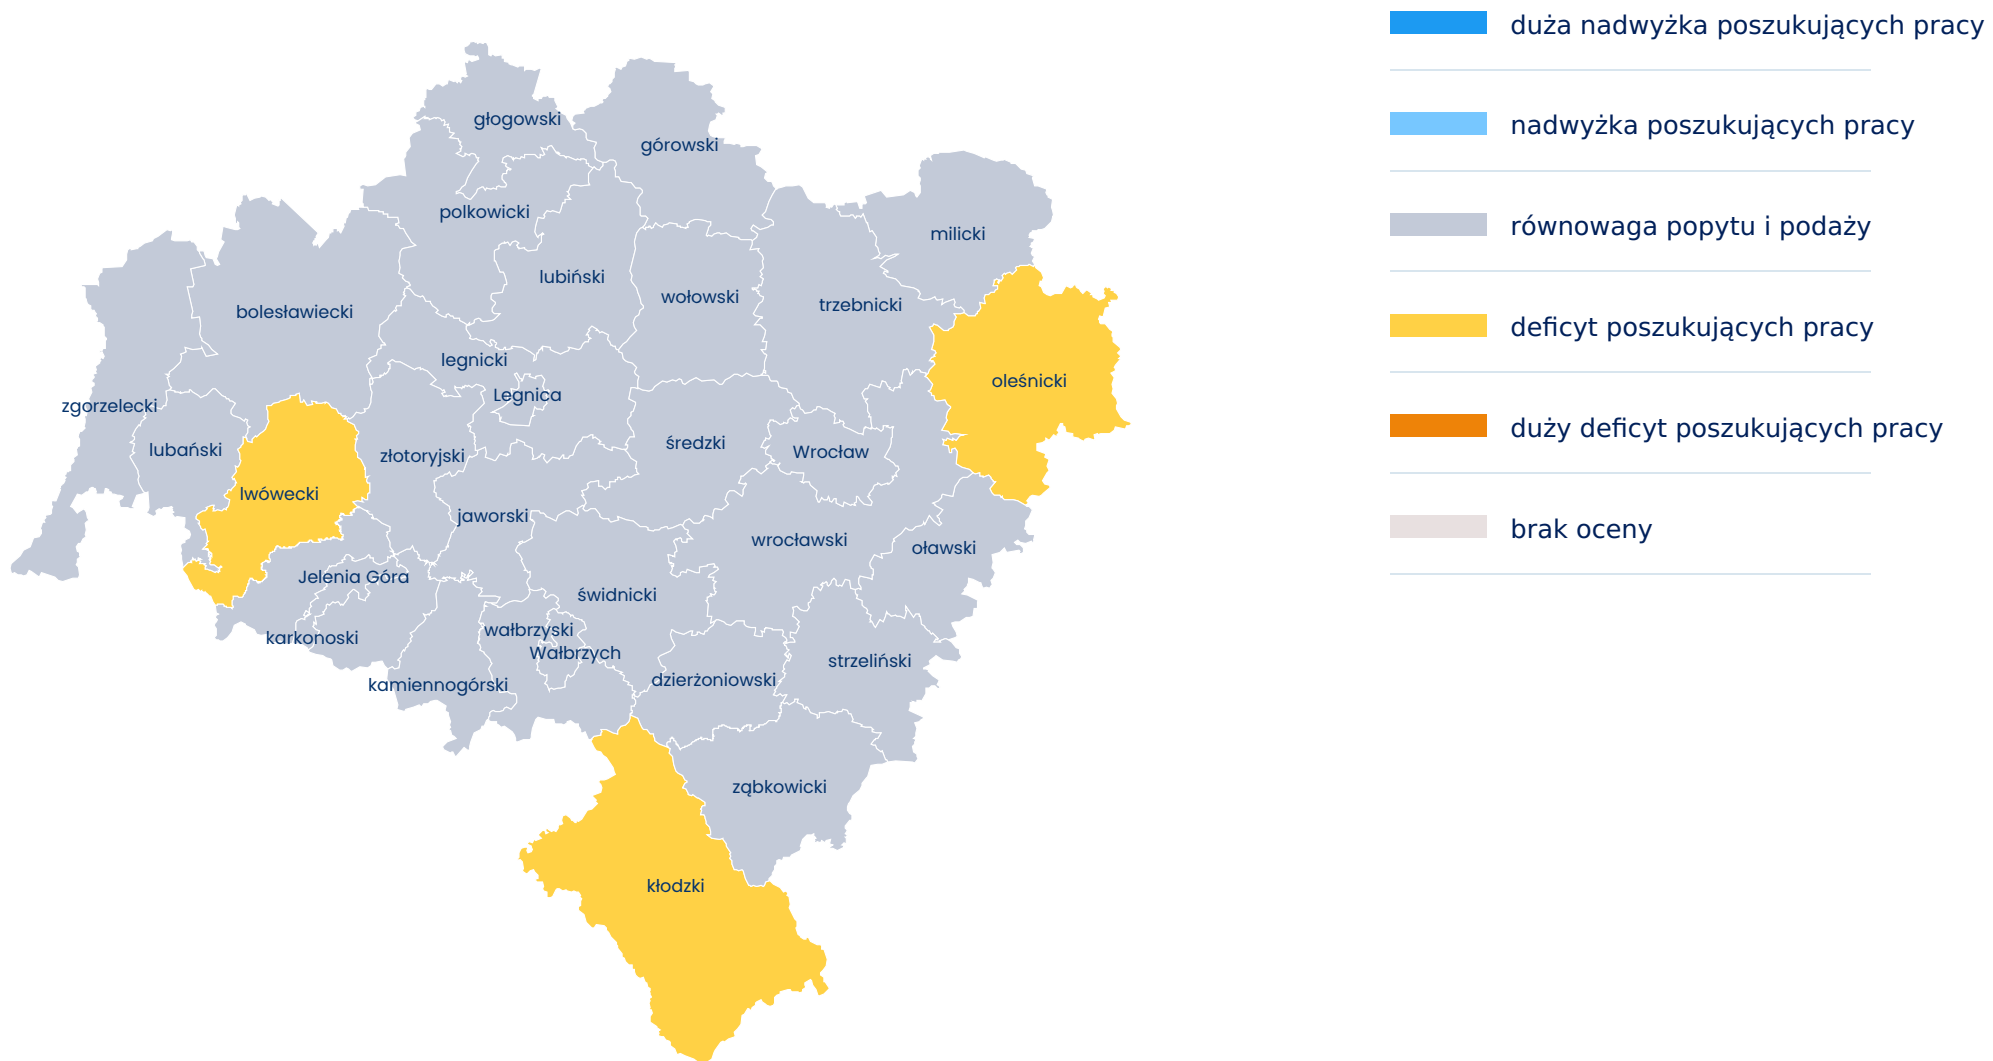 głogowski
górowski
polkowicki
milicki
lubiński
wołowski
trzebnicki
bolesławiecki
legnicki
Legnica
oleśnicki
zgorzelecki
lubański
złotoryjski
średzki
Wrocław
lwówecki
jaworski
wrocławski
oławski
Jelenia Góra
świdnicki
karkonoski
wałbrzyski
Wałbrzych
strzeliński
kamiennogórski
dzierżoniowski
ząbkowicki
kłodzki
duża nadwyżka poszukujących pracy
nadwyżka poszukujących pracy
równowaga popytu i podaży
deficyt poszukujących pracy
duży deficyt poszukujących pracy
brak oceny